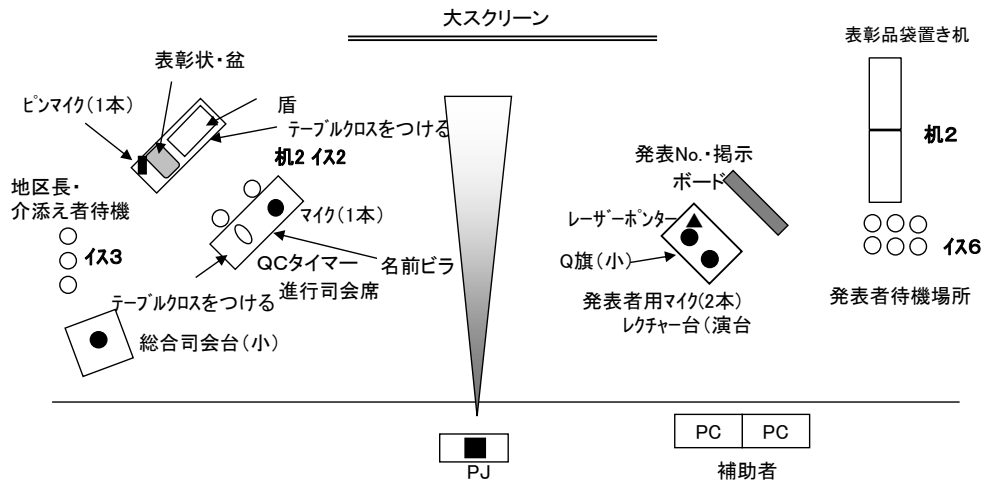 大スクリーン
表彰品袋置き机
表彰状・盆
ピンマイク(1本)
盾
テーブルクロスをつける
机2 イス2
机2
発表No.・掲示
ボード
地区長・
介添え者待機
マイク(1本)
レーザーポンター
イス3
イス6
QCタイマー
名前ビラ
Q旗(小)
進行司会席
発表者用マイク(2本)
発表者待機場所
テーブルクロスをつける
レクチャー台(演台
総合司会台(小)
PC
PC
PJ
補助者